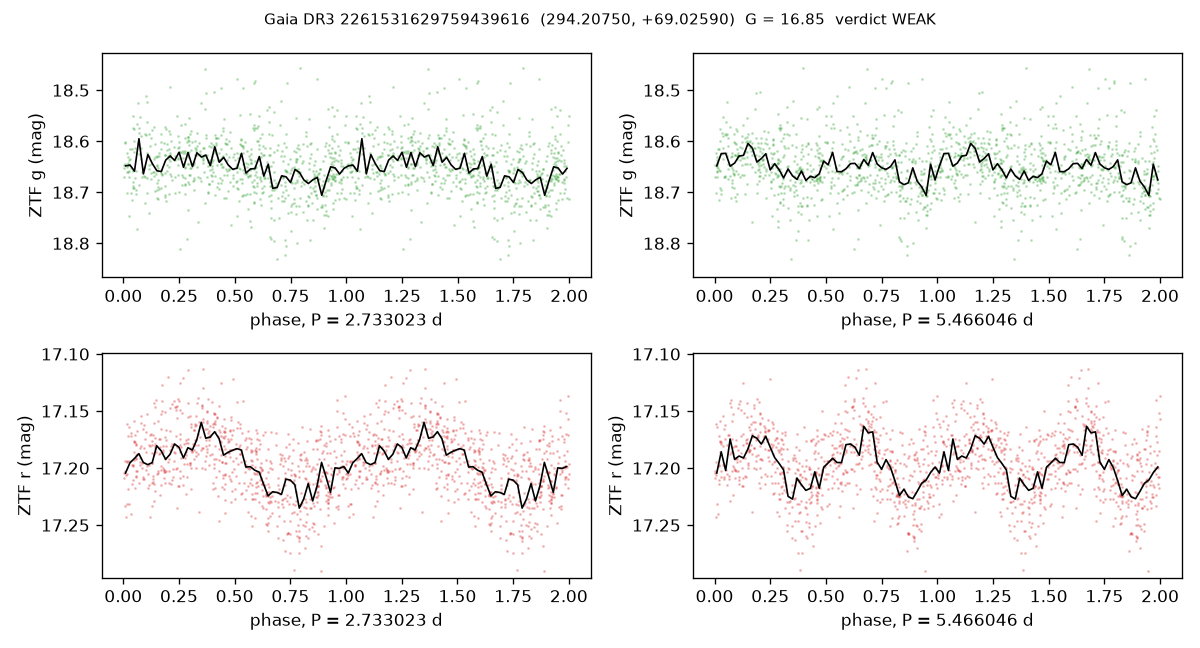 Gaia DR3 2261531629759439616 (294.20750, +69.02590) G = 16.85 verdict WEAK
ZTF g (mag)
18.5
18.6
18.7
18.8
0.00 0.25 0.50 0.75 1.00 1.25 1.50 1.75 2.00
phase, P = 2.733023 d
ZTF g (mag)
18.5
18.6
18.7
18.8
0.00 0.25 0.50 0.75 1.00 1.25 1.50 1.75 2.00
phase, P = 5.466046 d
ZTF r (mag)
17.10
17.15
17.20
17.25
0.00 0.25 0.50 0.75 1.00 1.25 1.50 1.75 2.00
phase, P = 2.733023 d
ZTF r (mag)
17.10
17.15
17.20
17.25
0.00 0.25 0.50 0.75 1.00 1.25 1.50 1.75 2.00
phase, P = 5.466046 d